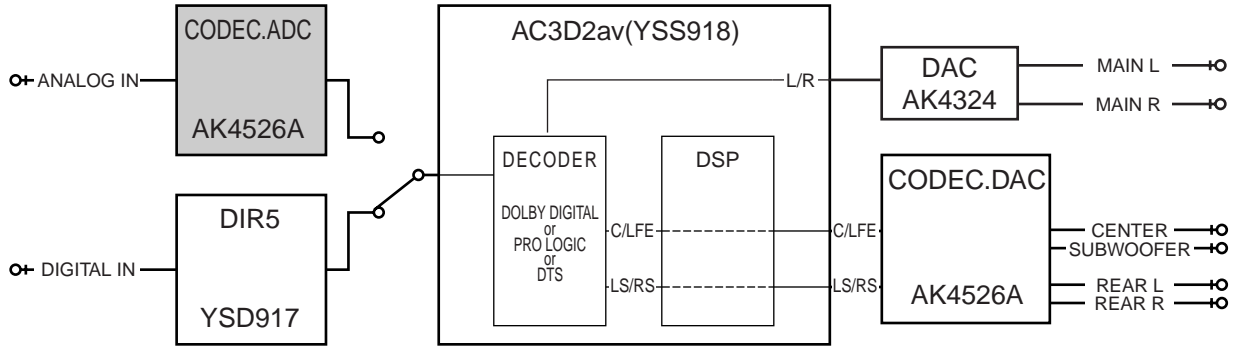 CODEC.ADC
ANALOG IN
AK4526A
DIR5
DIGITAL IN
YSD917
AC3D2av(YSS918)
L/R
DECODER
DOLBY DIGITAL
or
PRO LOGIC
or
DTS
DSP
C/LFE
LS/RS
C/LFE
LS/RS
DAC
AK4324
MAIN L
MAIN R
CODEC.DAC
AK4526A
CENTER
SUBWOOFER
REAR L
REAR R